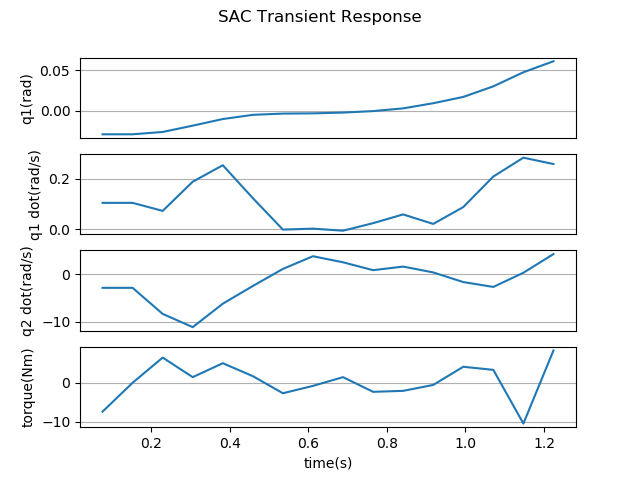 SAC Transient Response
0.05
0.00
q1(rad)
0.2
0.0
q1 dot(rad/s)
0
−10
q2 dot(rad/s)
0
−10
torque(Nm)
0.2 0.4 0.6 0.8 1.0 1.2
time(s)